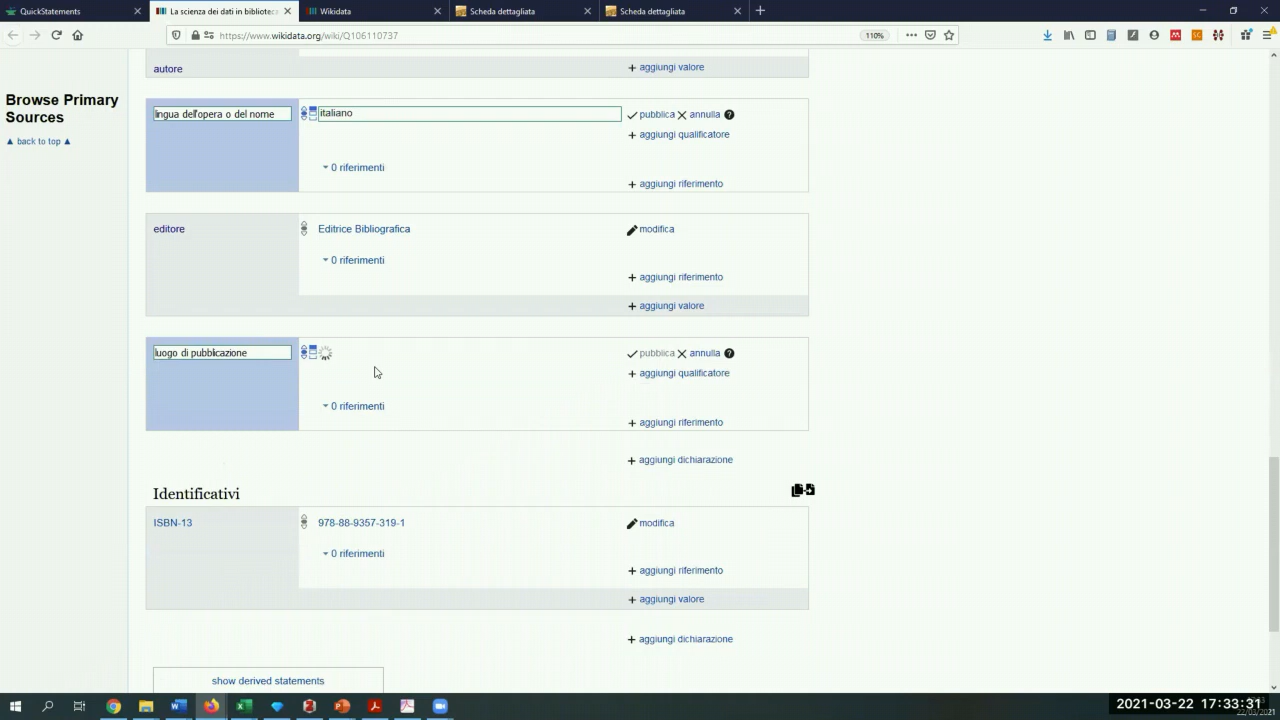 QuickStatements
La scienza dei dati in bibliotec
Wikidata
Scheda dettagliata
Scheda dettagliata
https://www.wikidata.org/wiki/Q106110737
110%
Browse Primary
Sources
▲ back to top ▲
autore
+ aggiungi valore
lingua dell'opera o del nome
italiano
pubblica
annulla
+ aggiungi qualificatore
0 riferimenti
+ aggiungi riferimento
editore
Editrice Bibliografica
modifica
0 riferimenti
+ aggiungi riferimento
+ aggiungi valore
luogo di pubblicazione
pubblica
annulla
+ aggiungi qualificatore
0 riferimenti
+ aggiungi riferimento
+ aggiungi dichiarazione
Identificativi
ISBN-13
978-88-9357-319-1
modifica
0 riferimenti
+ aggiungi riferimento
+ aggiungi valore
+ aggiungi dichiarazione
show derived statements
2021-03-22 17:33:31
22/03/2021